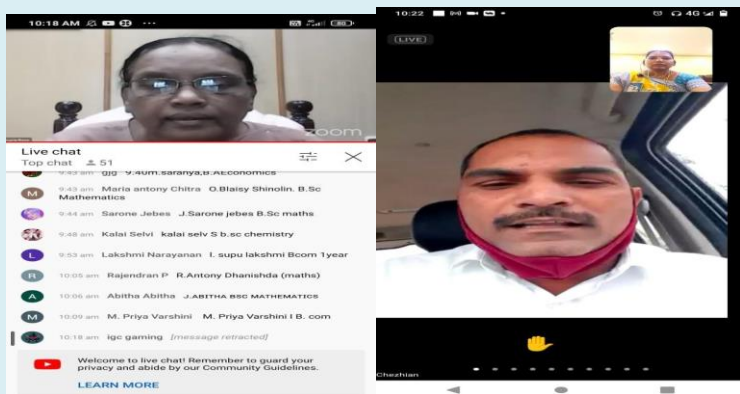 10:18 AM
zoom
Live chat
Top chat 51
9:43 am gjg 9.40m.saranya,B.AEconomics
9:43 am Maria antony Chitra O.Blaisy Shinolin. B.Sc
Mathematics
9:44 am Sarone Jebes J.Sarone jebes B.Sc maths
9:48 am Kalai Selvi kalai selv S b.sc chemistry
L 9:53 am Lakshmi Narayanan l. supu lakshmi Bcom 1year
R 10:05 am Rajendran P R.Antony Dhanishda (maths)
A 10:06 am Abitha Abitha J.ABITHA BSC MATHEMATICS
M 10:09 am M. Priya Varshini M. Priya Varshini I B. com
10:18 am igc gaming [message retracted]
Welcome to live chat! Remember to guard your
privacy and abide by our Community Guidelines.
LEARN MORE
10:22
4G
(LIVE)
Chezhian